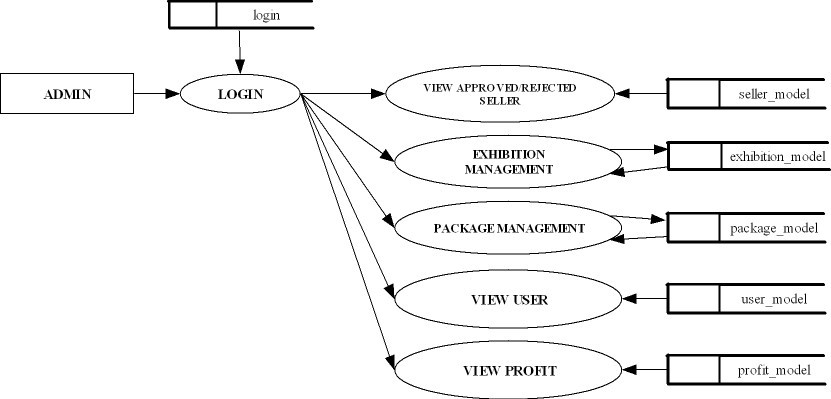 login
ADMIN
LOGIN
VIEW APPROVED/REJECTED
SELLER
seller_model
EXHIBITION
MANAGEMENT
exhibition_model
PACKAGE MANAGEMENT
package_model
VIEW USER
user_model
VIEW PROFIT
profit_model